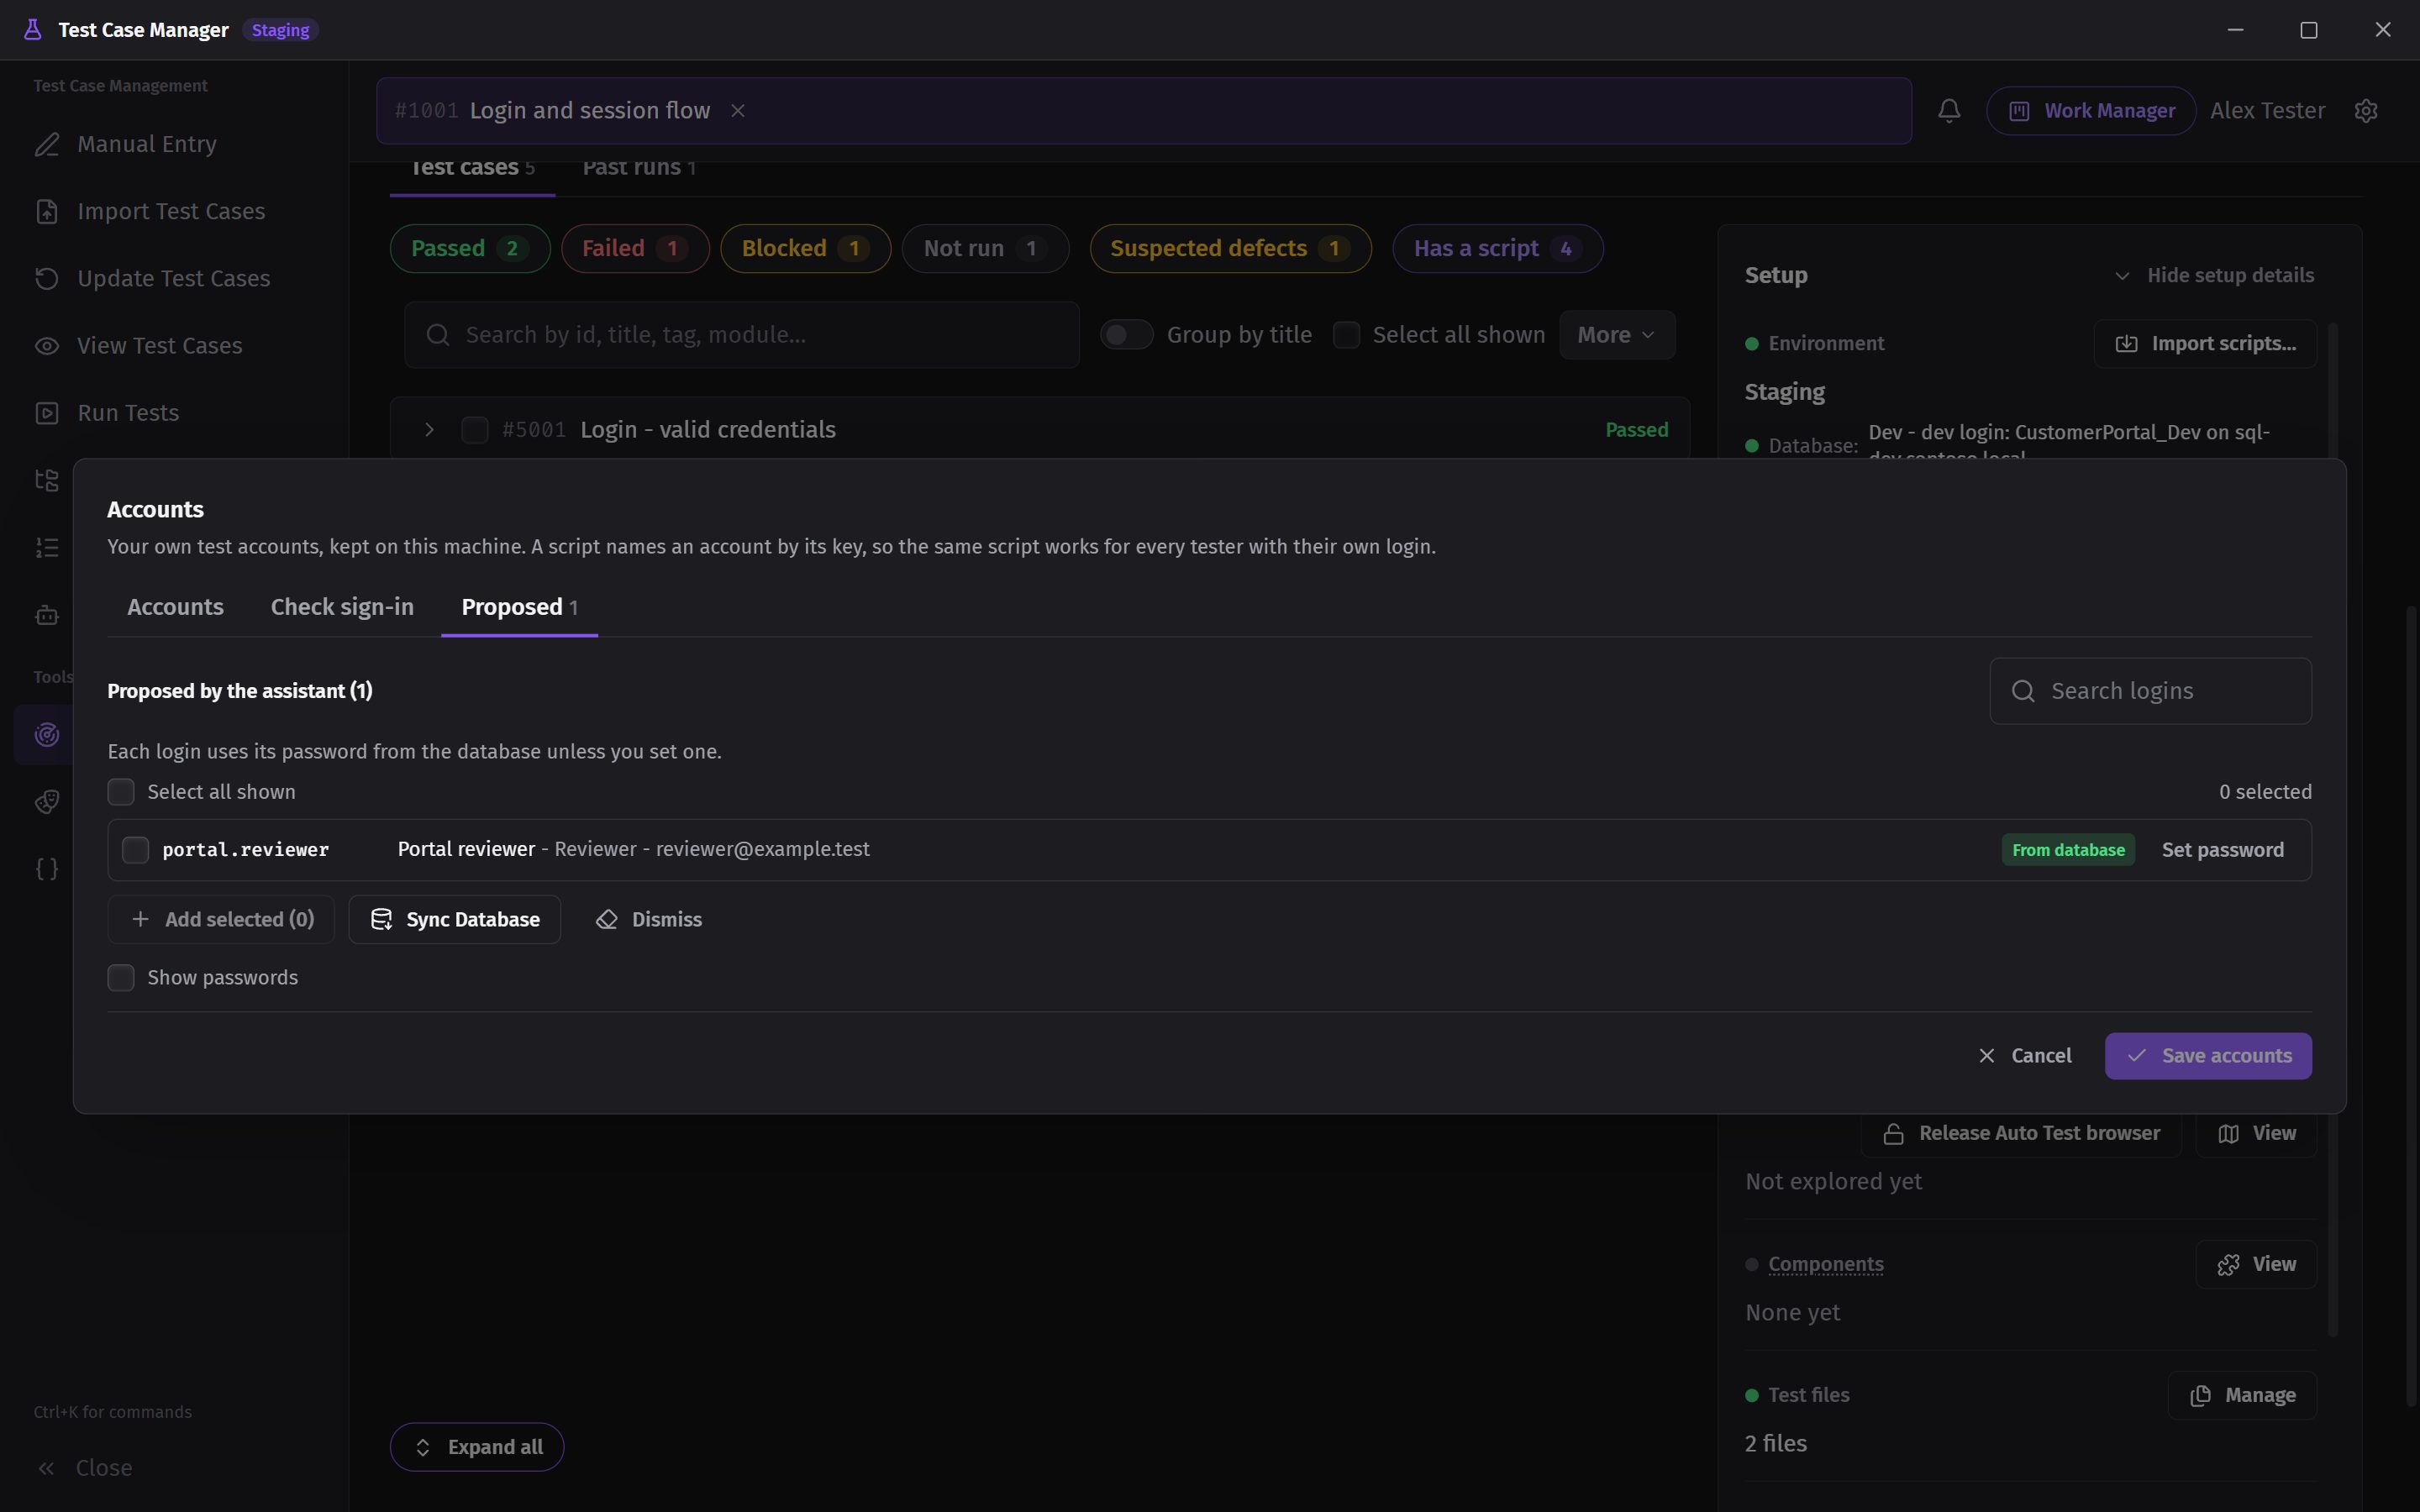 Test Case Manager Staging
Test Case Management
Manual Entry
Import Test Cases
Update Test Cases
View Test Cases
Run Tests
Tools
Ctrl+K for commands
Close
#1001 Login and session flow
Work Manager
Alex Tester
Test cases 5
Past runs 1
Passed 2
Failed 1
Blocked 1
Not run 1
Suspected defects 1
Has a script 4
Search by id, title, tag, module...
Group by title
Select all shown
More
#5001 Login - valid credentials
Passed
Setup
Hide setup details
Environment
Import scripts...
Staging
Database: Dev - dev login: CustomerPortal_Dev on sql-
dev.contoso.local
Accounts
Your own test accounts, kept on this machine. A script names an account by its key, so the same script works for every tester with their own login.
Accounts
Check sign-in
Proposed 1
Proposed by the assistant (1)
Search logins
Each login uses its password from the database unless you set one.
Select all shown
0 selected
portal.reviewer
Portal reviewer - Reviewer - reviewer@example.test
From database
Set password
Add selected (0)
Sync Database
Dismiss
Show passwords
Cancel
Save accounts
Release Auto Test browser
View
Not explored yet
Components
View
None yet
Test files
Manage
2 files
Expand all